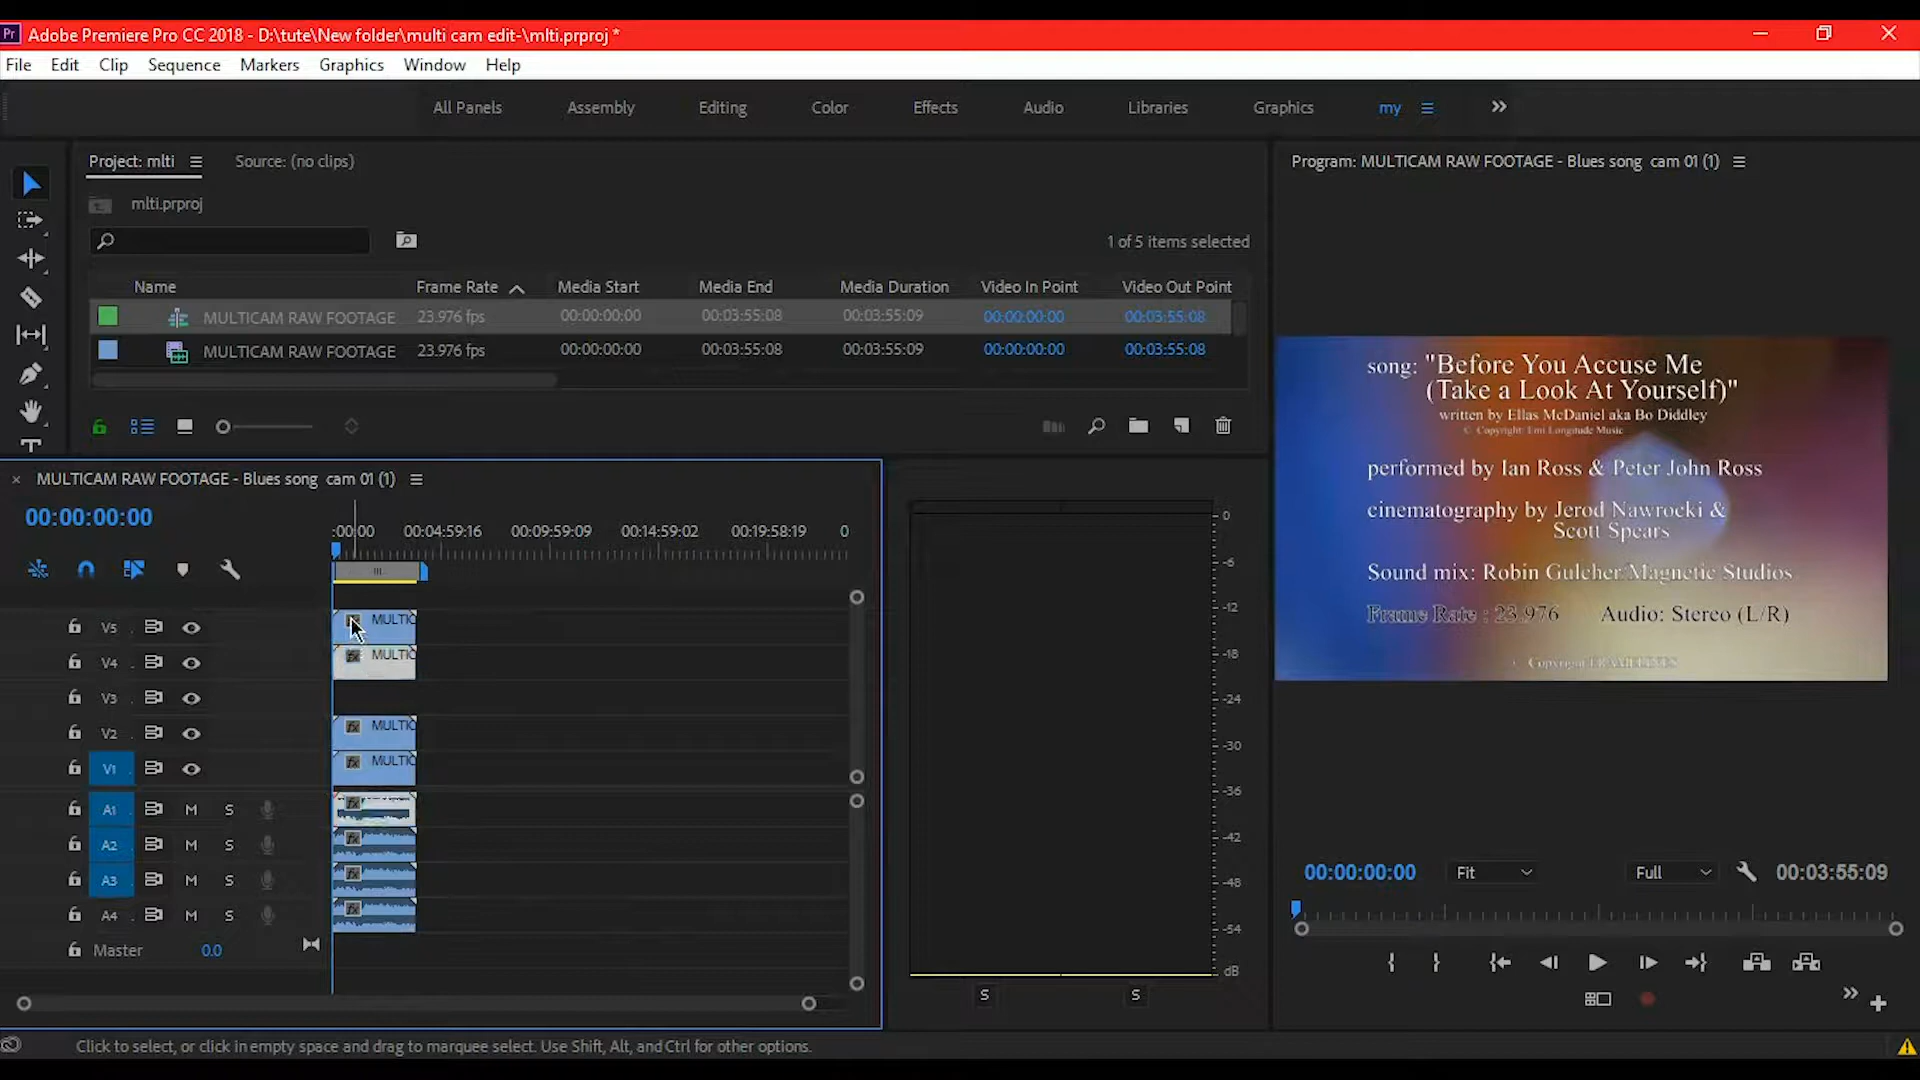 Pr Adobe Premiere Pro CC 2018 - D:\tute\New folder\multi cam edit-\mlti.prproj *
File Edit Clip Sequence Markers Graphics Window Help
All Panels Assembly Editing Color Effects Audio Libraries Graphics my
Project: mlti Source: (no clips)
Program: MULTICAM RAW FOOTAGE - Blues song cam 01 (1)
mlti.prproj
1 of 5 items selected
Name Frame Rate Media Start Media End Media Duration Video In Point Video Out Point
MULTICAM RAW FOOTAGE 23.976 fps 00:00:00:00 00:03:55:08 00:03:55:09 00:00:00:00 00:03:55:08
MULTICAM RAW FOOTAGE 23.976 fps 00:00:00:00 00:03:55:08 00:03:55:09 00:00:00:00 00:03:55:08
song: "Before You Accuse Me
(Take a Look At Yourself)"
written by Ellas McDaniel aka Bo Diddley
© Copyright: Emi Longitude Music
performed by Ian Ross & Peter John Ross
cinematography by Jerod Nawrocki &
Scott Spears
Sound mix: Robin Gulcher/Magnetic Studios
Frame Rate : 23.976 Audio: Stereo (L/R)
© Copyright FRAMELINES
MULTICAM RAW FOOTAGE - Blues song cam 01 (1)
00:00:00:00
:00:00 00:04:59:16 00:09:59:09 00:14:59:02 00:19:58:19 0
V5 MULTIC
V4 fx MULTIC
V3
V2 fx MULTIC
V1 fx MULTIC
A1 M S fx
A2 M S fx
A3 M S fx
A4 M S fx
Master 0.0
0
-6
-12
-18
-24
-30
-36
-42
-48
-54
dB
S S
00:00:00:00 Fit Full 00:03:55:09
Click to select, or click in empty space and drag to marquee select. Use Shift, Alt, and Ctrl for other options.